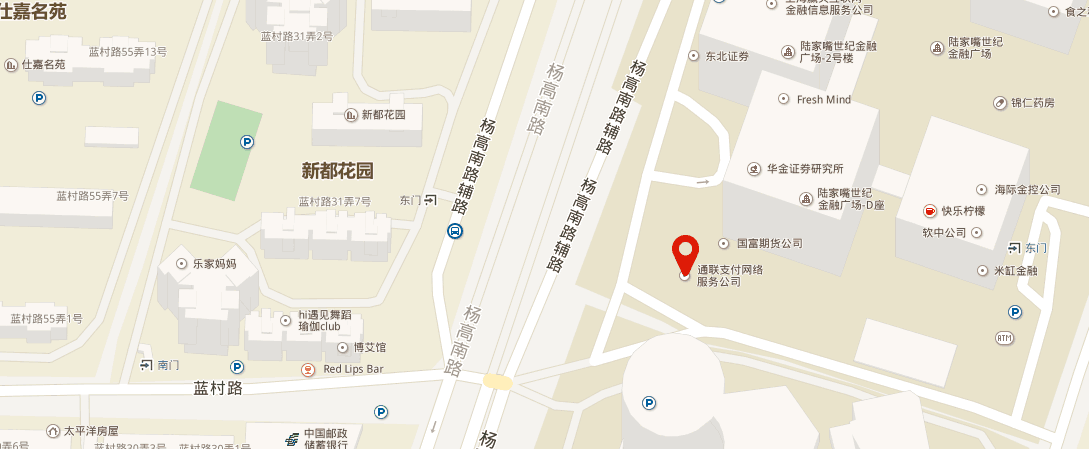 仕嘉名苑
蓝村路55弄13号
仕嘉名苑
蓝村路31弄2号
新都花园
新都花园
蓝村路31弄7号
东门
蓝村路55弄7号
乐家妈妈
蓝村路55弄1号
hi遇见舞蹈
瑜伽club
博艾馆
Red Lips Bar
南门
蓝村路
太平洋房屋
中国邮政
储蓄银行
杨高南路
杨高南路辅路
杨高南路辅路
杨高南路辅路
杨高南路
杨
金融信息服务公司
东北证券
陆家嘴世纪金融
广场-2号楼
陆家嘴世纪
金融广场
Fresh Mind
锦仁药房
华金证券研究所
陆家嘴世纪
金融广场-D座
海际金控公司
快乐柠檬
软中公司
东门
米缸金融
国富期货公司
通联支付网络
服务公司
ATM
食之